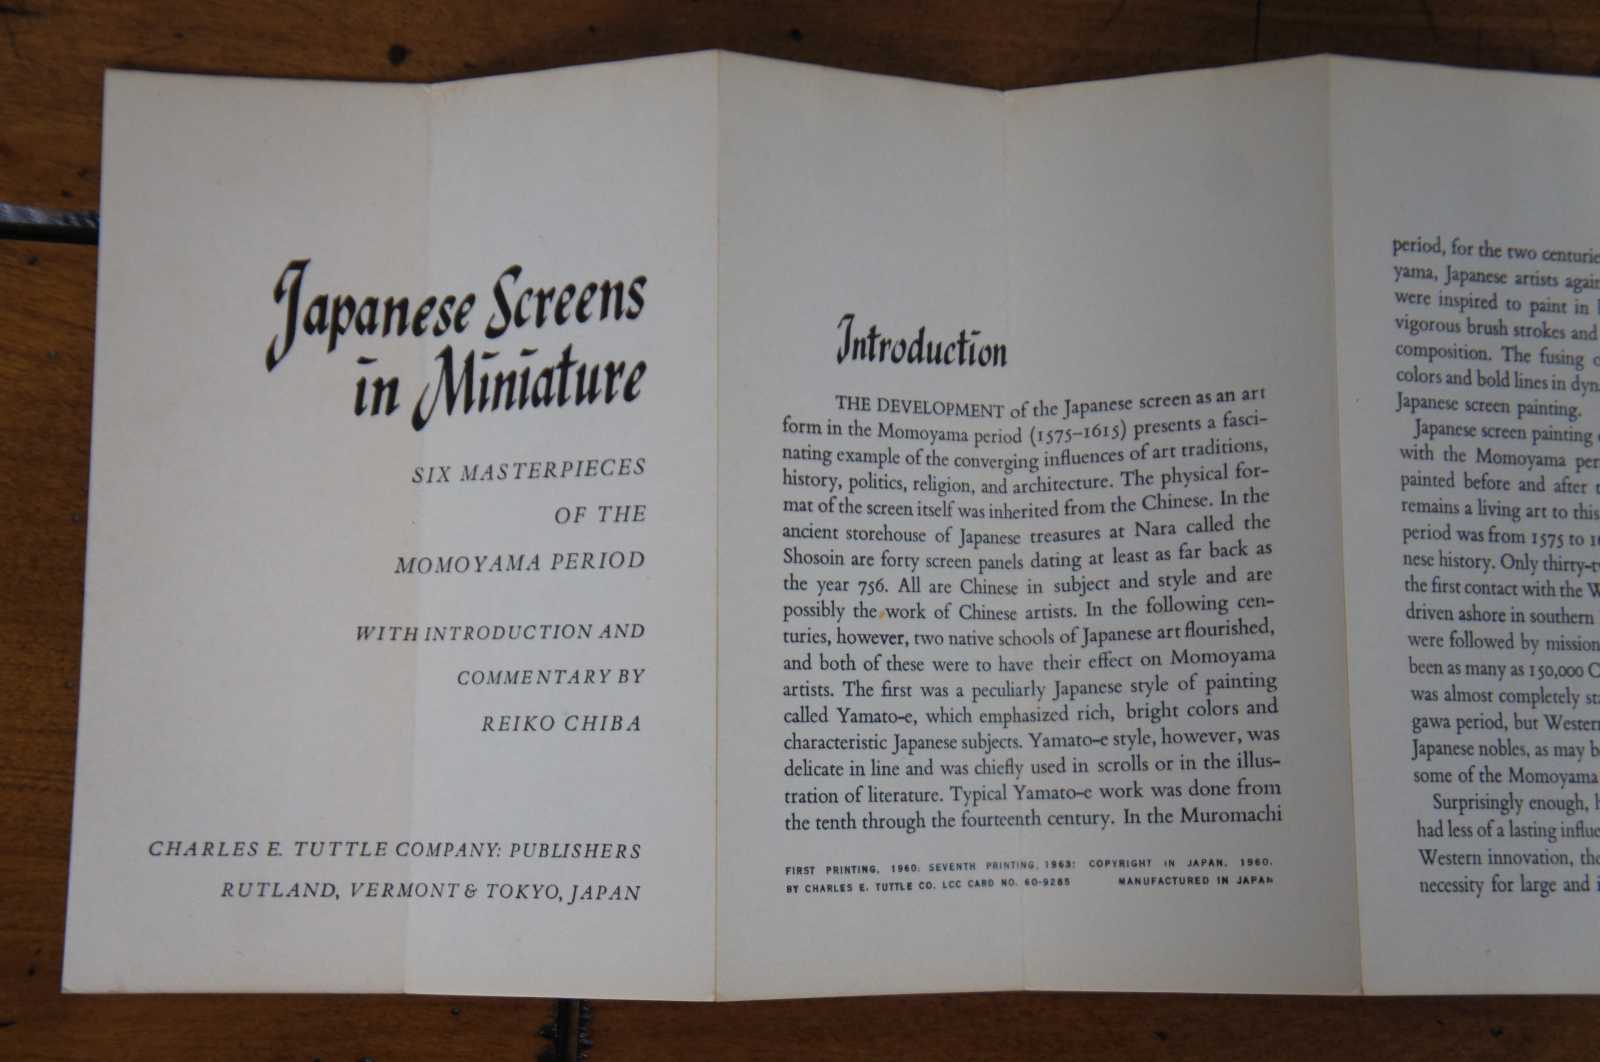 Japanese Screens
in Miniature
SIX MASTERPIECES
OF THE
MOMOYAMA PERIOD
WITH INTRODUCTION AND
COMMENTARY BY
REIKO CHIBA
CHARLES E. TUTTLE COMPANY: PUBLISHERS
RUTLAND, VERMONT & TOKYO, JAPAN
Introduction
THE DEVELOPMENT of the Japanese screen as an art
form in the Momoyama period (1575–1615) presents a fasci-
nating example of the converging influences of art traditions,
history, politics, religion, and architecture. The physical for-
mat of the screen itself was inherited from the Chinese. In the
ancient storehouse of Japanese treasures at Nara called the
Shosoin are forty screen panels dating at least as far back as
the year 756. All are Chinese in subject and style and are
possibly the work of Chinese artists. In the following cen-
turies, however, two native schools of Japanese art flourished,
and both of these were to have their effect on Momoyama
artists. The first was a peculiarly Japanese style of painting
called Yamato-e, which emphasized rich, bright colors and
characteristic Japanese subjects. Yamato-e style, however, was
delicate in line and was chiefly used in scrolls or in the illus-
tration of literature. Typical Yamato-e work was done from
the tenth through the fourteenth century. In the Muromachi
FIRST PRINTING, 1960; SEVENTH PRINTING, 1963; COPYRIGHT IN JAPAN, 1960,
BY CHARLES E. TUTTLE CO. LCC CARD NO. 60-9285 MANUFACTURED IN JAPAN
period, for the two centurie
yama, Japanese artists again
were inspired to paint in
vigorous brush strokes and
composition. The fusing
colors and bold lines in dyn
Japanese screen painting.
Japanese screen painting
with the Momoyama per
painted before and after
remains a living art to this
period was from 1575 to
nese history. Only thirty-
the first contact with the W
driven ashore in southern
were followed by mission
been as many as 150,000 C
was almost completely
gawa period, but Western
Japanese nobles, as may b
some of the Momoyama
Surprisingly enough,
had less of a lasting influe
Western innovation, the
necessity for large and